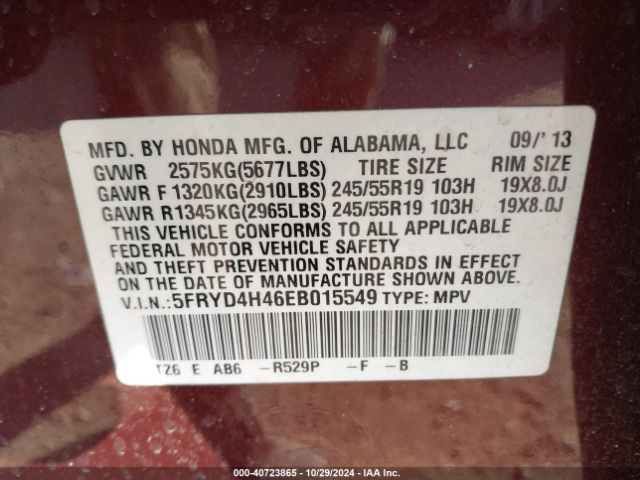 MFD. BY HONDA MFG. OF ALABAMA, LLC 09/' 13
GVWR 2575KG(5677LBS) TIRE SIZE RIM SIZE
GAWR F 1320KG(2910LBS) 245/55R19 103H 19X8.0J
GAWR R1345KG(2965LBS) 245/55R19 103H 19X8.0J
THIS VEHICLE CONFORMS TO ALL APPLICABLE
FEDERAL MOTOR VEHICLE SAFETY
AND THEFT PREVENTION STANDARDS IN EFFECT
ON THE DATE OF MANUFACTURE SHOWN ABOVE.
V.I.N.:5FRYD4H46EB015549 TYPE: MPV
TZ6 E AB6 -R529P -F -B
000-40723865 - 10/29/2024 - IAA Inc.